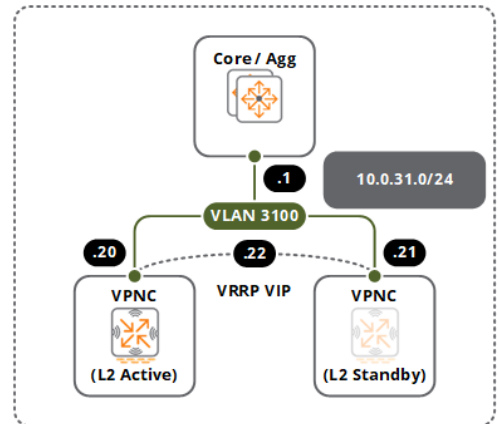 Core / Agg
.1
10.0.31.0/24
VLAN 3100
.20
.22
.21
VPNC
VRRP VIP
VPNC
(L2 Active)
(L2 Standby)